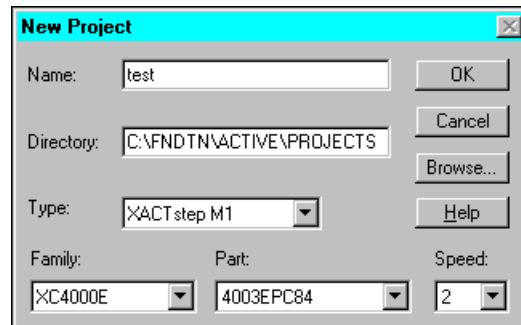 New Project
Name: test OK
Cancel
Directory: C:\FNDTN\ACTIVE\PROJECTS
Browse...
Type: XACTstep M1 Help
Family: Part: Speed:
XC4000E 4003EPC84 2